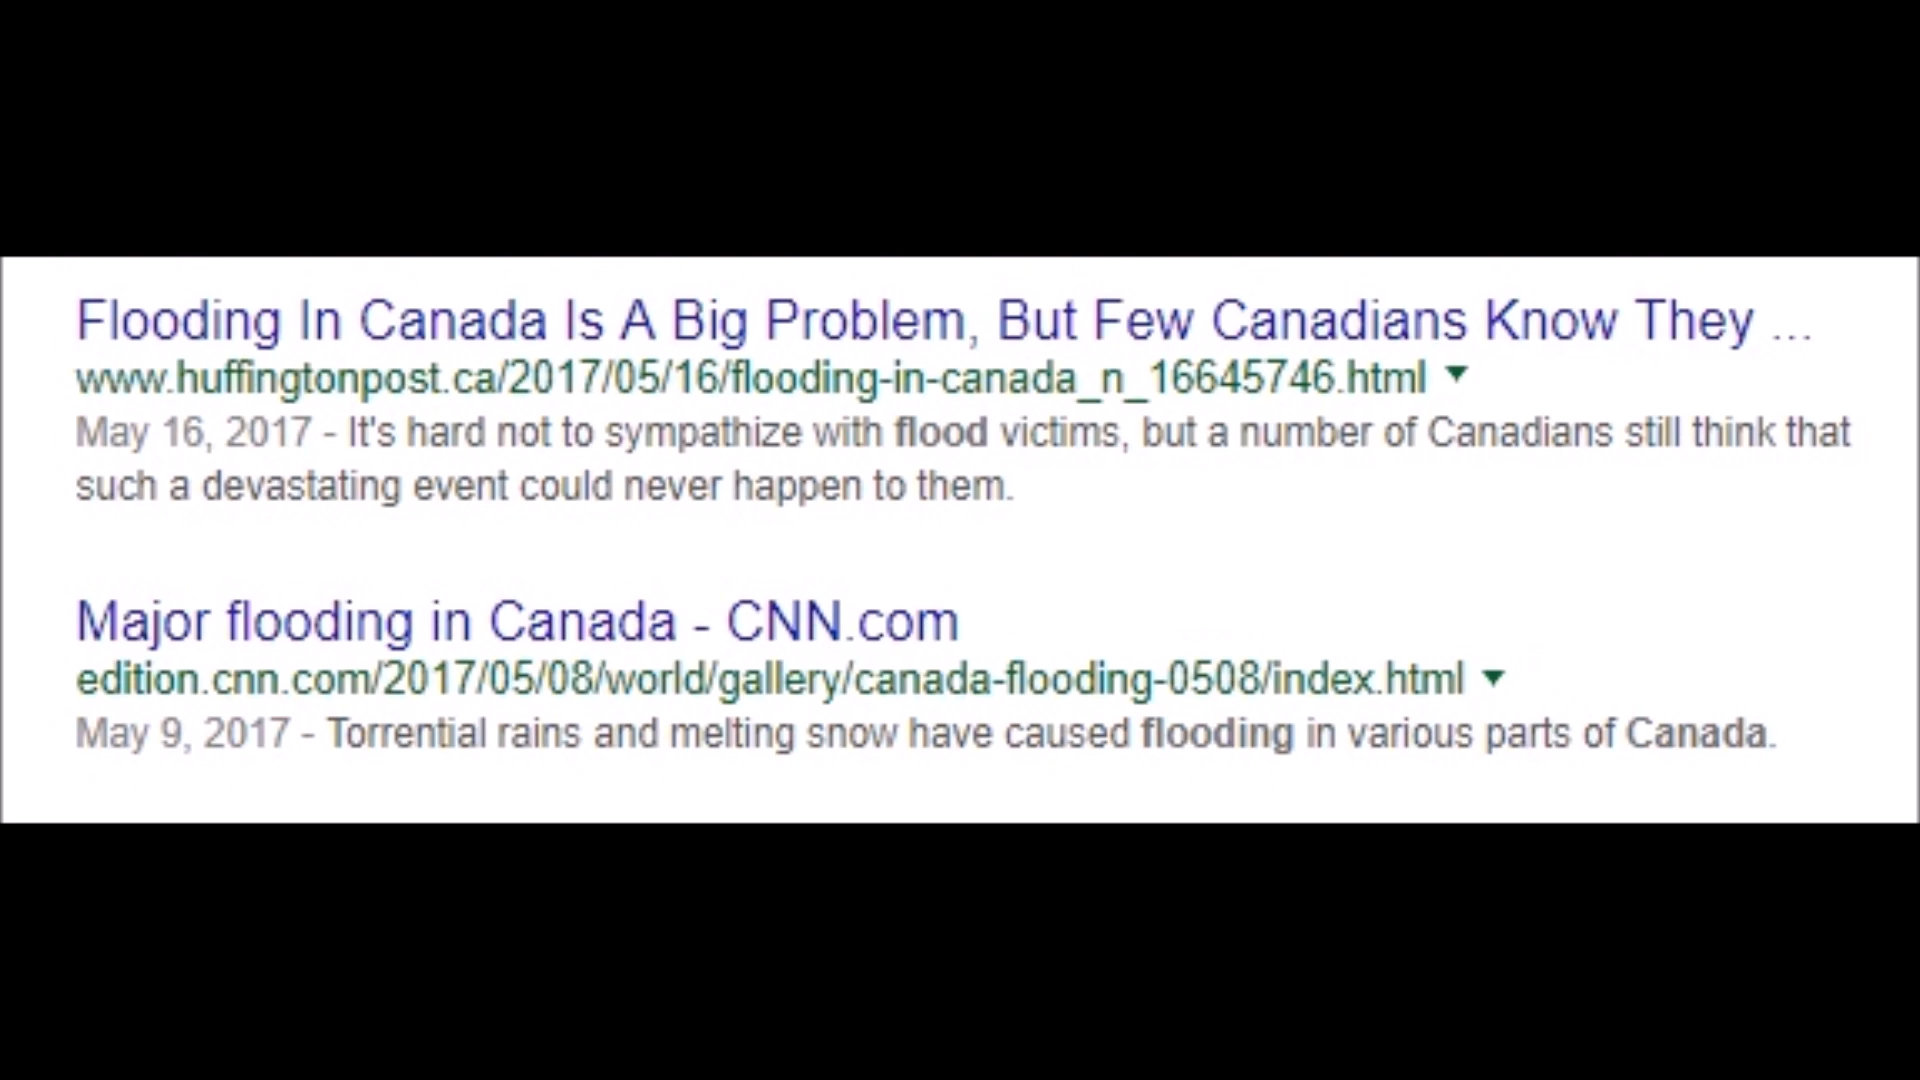 Flooding In Canada Is A Big Problem, But Few Canadians Know They ...
www.huffingtonpost.ca/2017/05/16/flooding-in-canada_n_16645746.html ▼
May 16, 2017 - It's hard not to sympathize with flood victims, but a number of Canadians still think that
such a devastating event could never happen to them.
Major flooding in Canada - CNN.com
edition.cnn.com/2017/05/08/world/gallery/canada-flooding-0508/index.html ▼
May 9, 2017 - Torrential rains and melting snow have caused flooding in various parts of Canada.